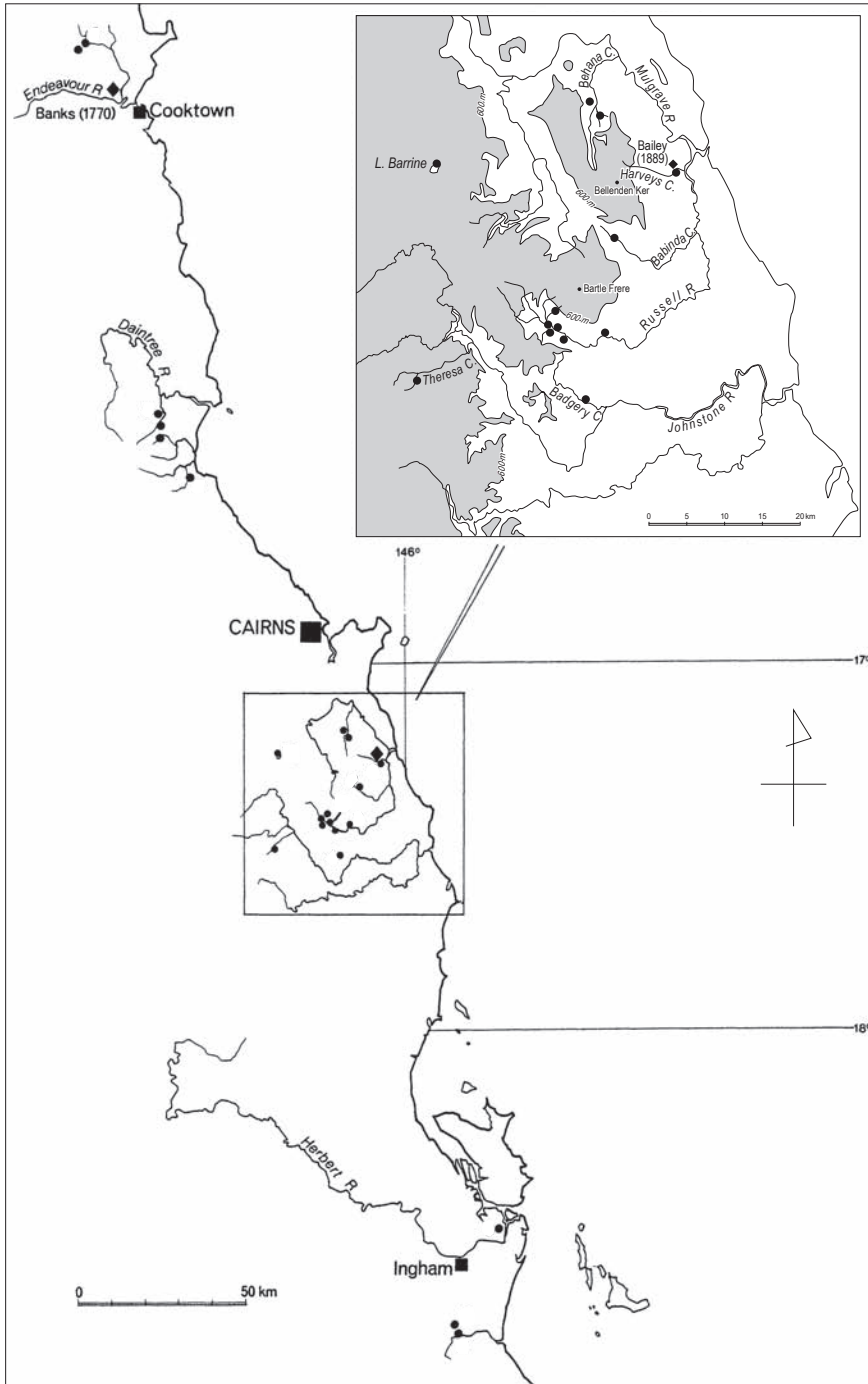 Endeavour R
Banks (1770)
Cooktown
Daintree R
CAIRNS
146°
17°
18°
Herbert R
Ingham
0 50 km
Behana C.
Mulgrave R
600m
L. Barrine
Bailey
(1889)
Harveys C.
Bellenden Ker
600-m
Babinda C.
Bartle Frere
Russell R
600-m
Theresa C.
Badgery C.
Johnstone R
600-m
0 5 10 15 20 km